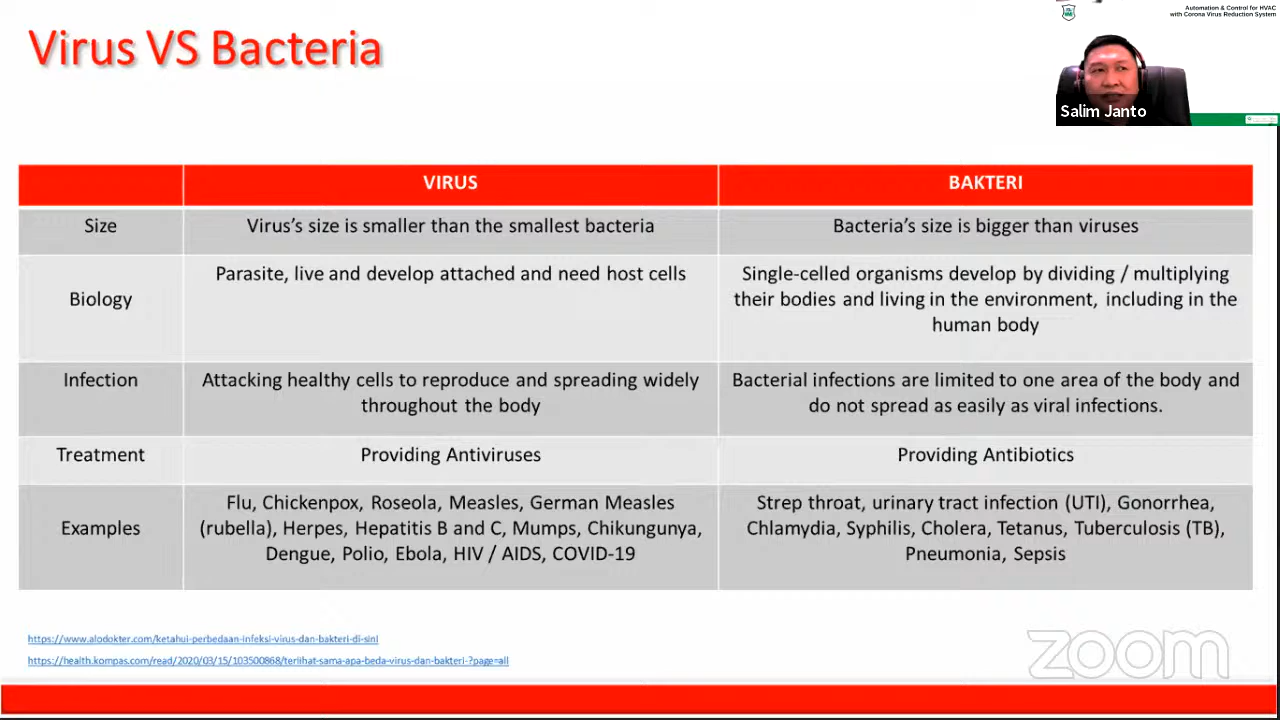 Virus VS Bacteria
Automation & Control for HVAC
with Corona Virus Reduction System
Salim Janto
VIRUS
BAKTERI
Size
Virus's size is smaller than the smallest bacteria
Bacteria's size is bigger than viruses
Biology
Parasite, live and develop attached and need host cells
Single-celled organisms develop by dividing / multiplying
their bodies and living in the environment, including in the
human body
Infection
Attacking healthy cells to reproduce and spreading widely
throughout the body
Bacterial infections are limited to one area of the body and
do not spread as easily as viral infections.
Treatment
Providing Antiviruses
Providing Antibiotics
Examples
Flu, Chickenpox, Roseola, Measles, German Measles
(rubella), Herpes, Hepatitis B and C, Mumps, Chikungunya,
Dengue, Polio, Ebola, HIV / AIDS, COVID-19
Strep throat, urinary tract infection (UTI), Gonorrhea,
Chlamydia, Syphilis, Cholera, Tetanus, Tuberculosis (TB),
Pneumonia, Sepsis
https://www.alodokter.com/ketahui-perbedaan-infeksi-virus-dan-bakteri-di-sini
https://health.kompas.com/read/2020/03/15/103500868/terlihat-sama-apa-beda-virus-dan-bakteri-?page=all
zoom